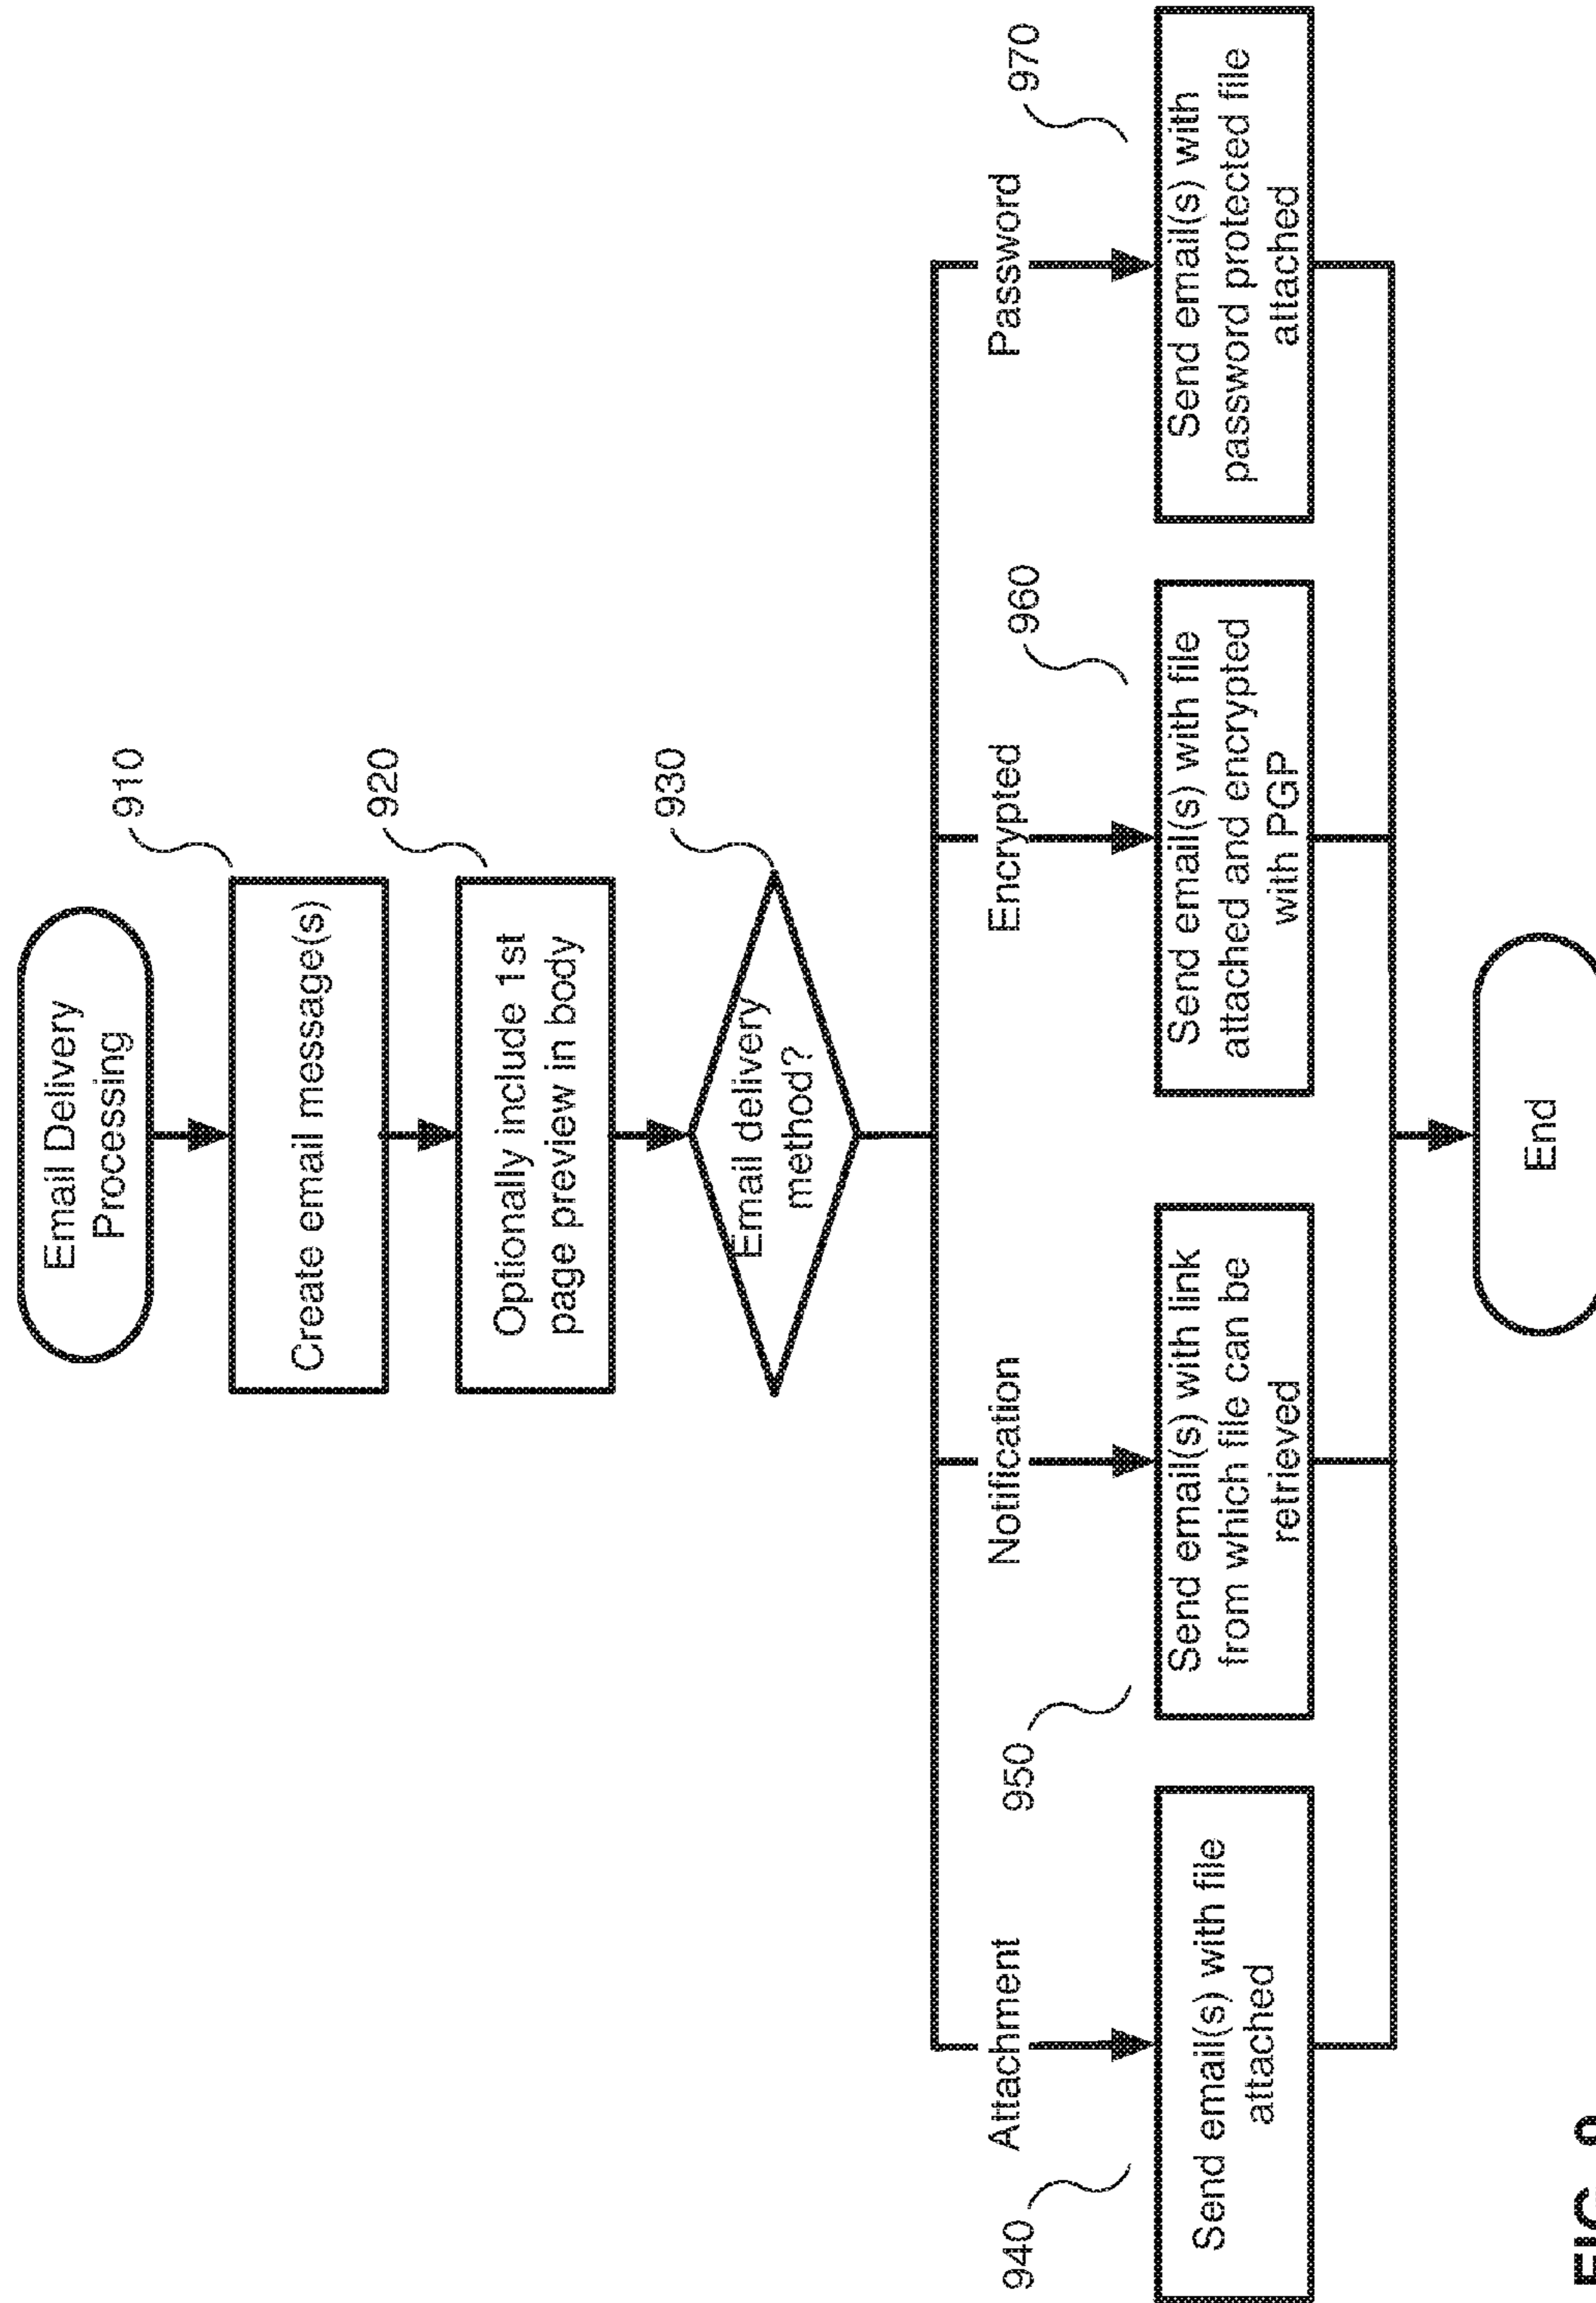 Email Delivery
Processing
910
Create email message(s)
920
Optionally include 1st
page preview in body
930
Email delivery
method?
Attachment
Notification
Encrypted
Password
940
Send email(s) with file
attached
950
Send email(s) with link
from which file can be
retrieved
960
Send email(s) with file
attached and encrypted
with PGP
970
Send email(s) with
password protected file
attached
End
FIG.